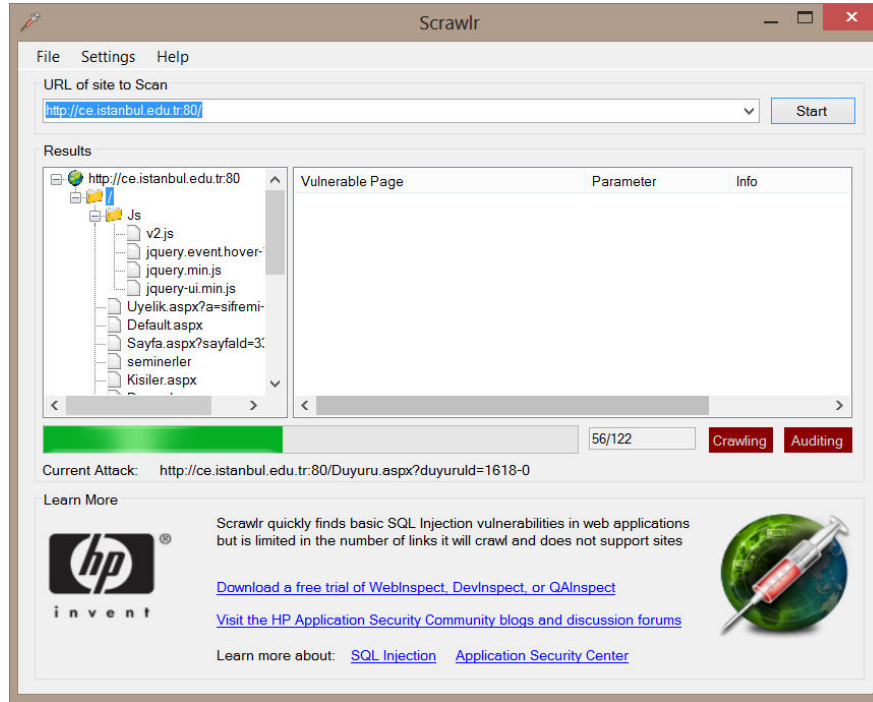 Scrawlr
File Settings Help
URL of site to Scan
http://ce.istanbul.edu.tr:80/
Start
Results
http://ce.istanbul.edu.tr:80
/
Js
v2.js
jquery.event.hover-
jquery.min.js
jquery-ui.min.js
Uyelik.aspx?a=sifremi-
Default.aspx
Sayfa.aspx?sayfaId=33
seminerler
Kisiler.aspx
Vulnerable Page Parameter Info
56/122
Crawling Auditing
Current Attack: http://ce.istanbul.edu.tr:80/Duyuru.aspx?duyuruId=1618-0
Learn More
hp
®
invent
Scrawlr quickly finds basic SQL Injection vulnerabilities in web applications
but is limited in the number of links it will crawl and does not support sites
Download a free trial of WebInspect, DevInspect, or QAInspect
Visit the HP Application Security Community blogs and discussion forums
Learn more about: SQL Injection Application Security Center